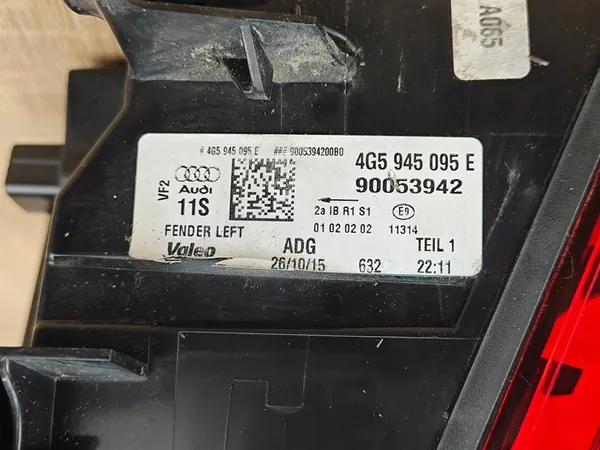 A065
# 4G5 945 095 E ### 9005394200B0
4G5 945 095 E
90053942
VF2
Audi
11S
2a IB R1 S1
E9
01 02 02 02
11314
FENDER LEFT
ADG
TEIL 1
Valeo
26/10/15
632
22:11